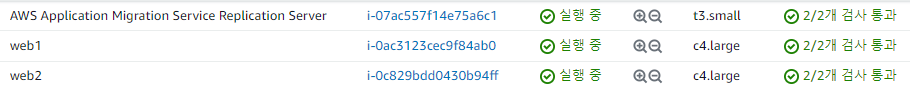 AWS Application Migration Service Replication Server i-07ac557f14e75a6c1 실행 중 t3.small 2/2개 검사 통과
web1 i-0ac3123cec9f84ab0 실행 중 c4.large 2/2개 검사 통과
web2 i-0c829bdd0430b94ff 실행 중 c4.large 2/2개 검사 통과